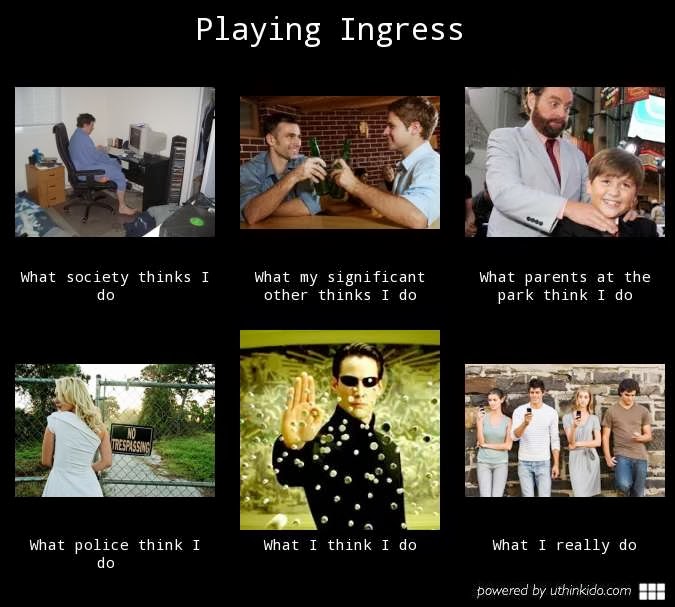 Playing Ingress
What society thinks I
do
What my significant
other thinks I do
What parents at the
park think I do
NO
TRESPASSING
What police think I
do
What I think I do
What I really do
powered by uthinkido.com